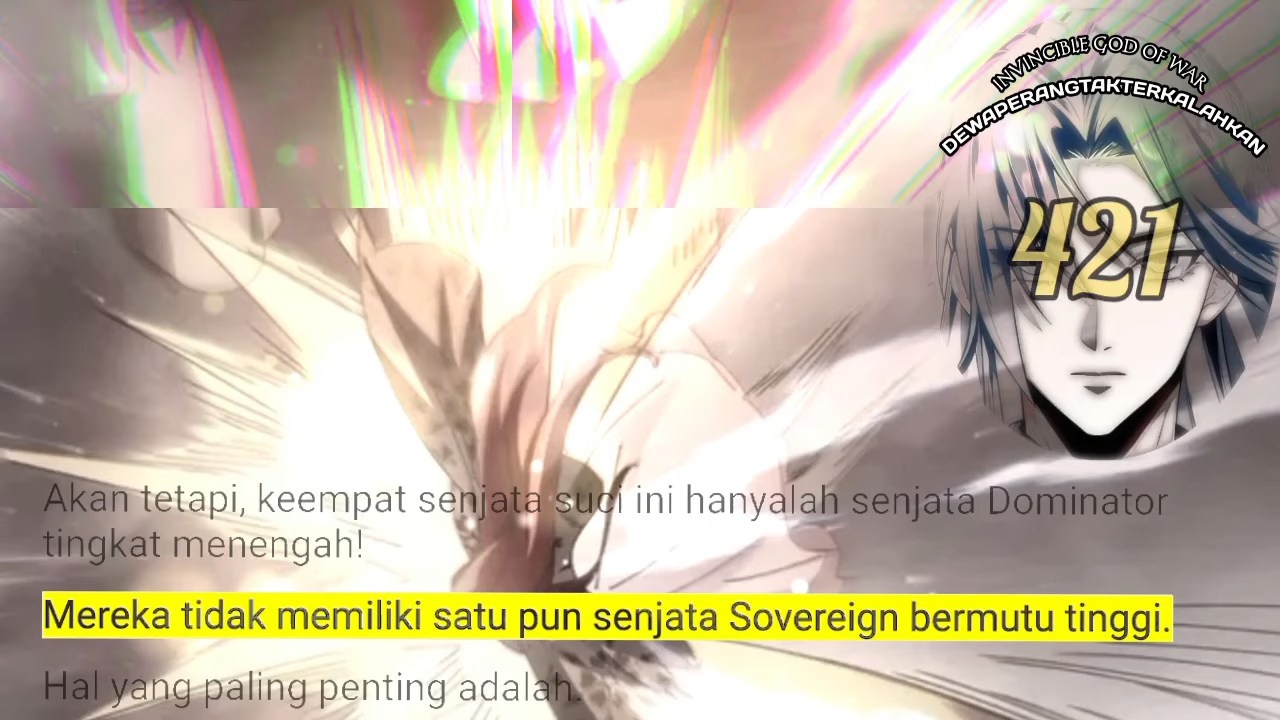 INVINCIBLE GOD OF WAR
DEWAPERANGTAKTERKALAHKAN
421
Akan tetapi, keempat senjata suci ini hanyalah senjata Dominator
tingkat menengah!
Mereka tidak memiliki satu pun senjata Sovereign bermutu tinggi.
Hal yang paling penting adalah.